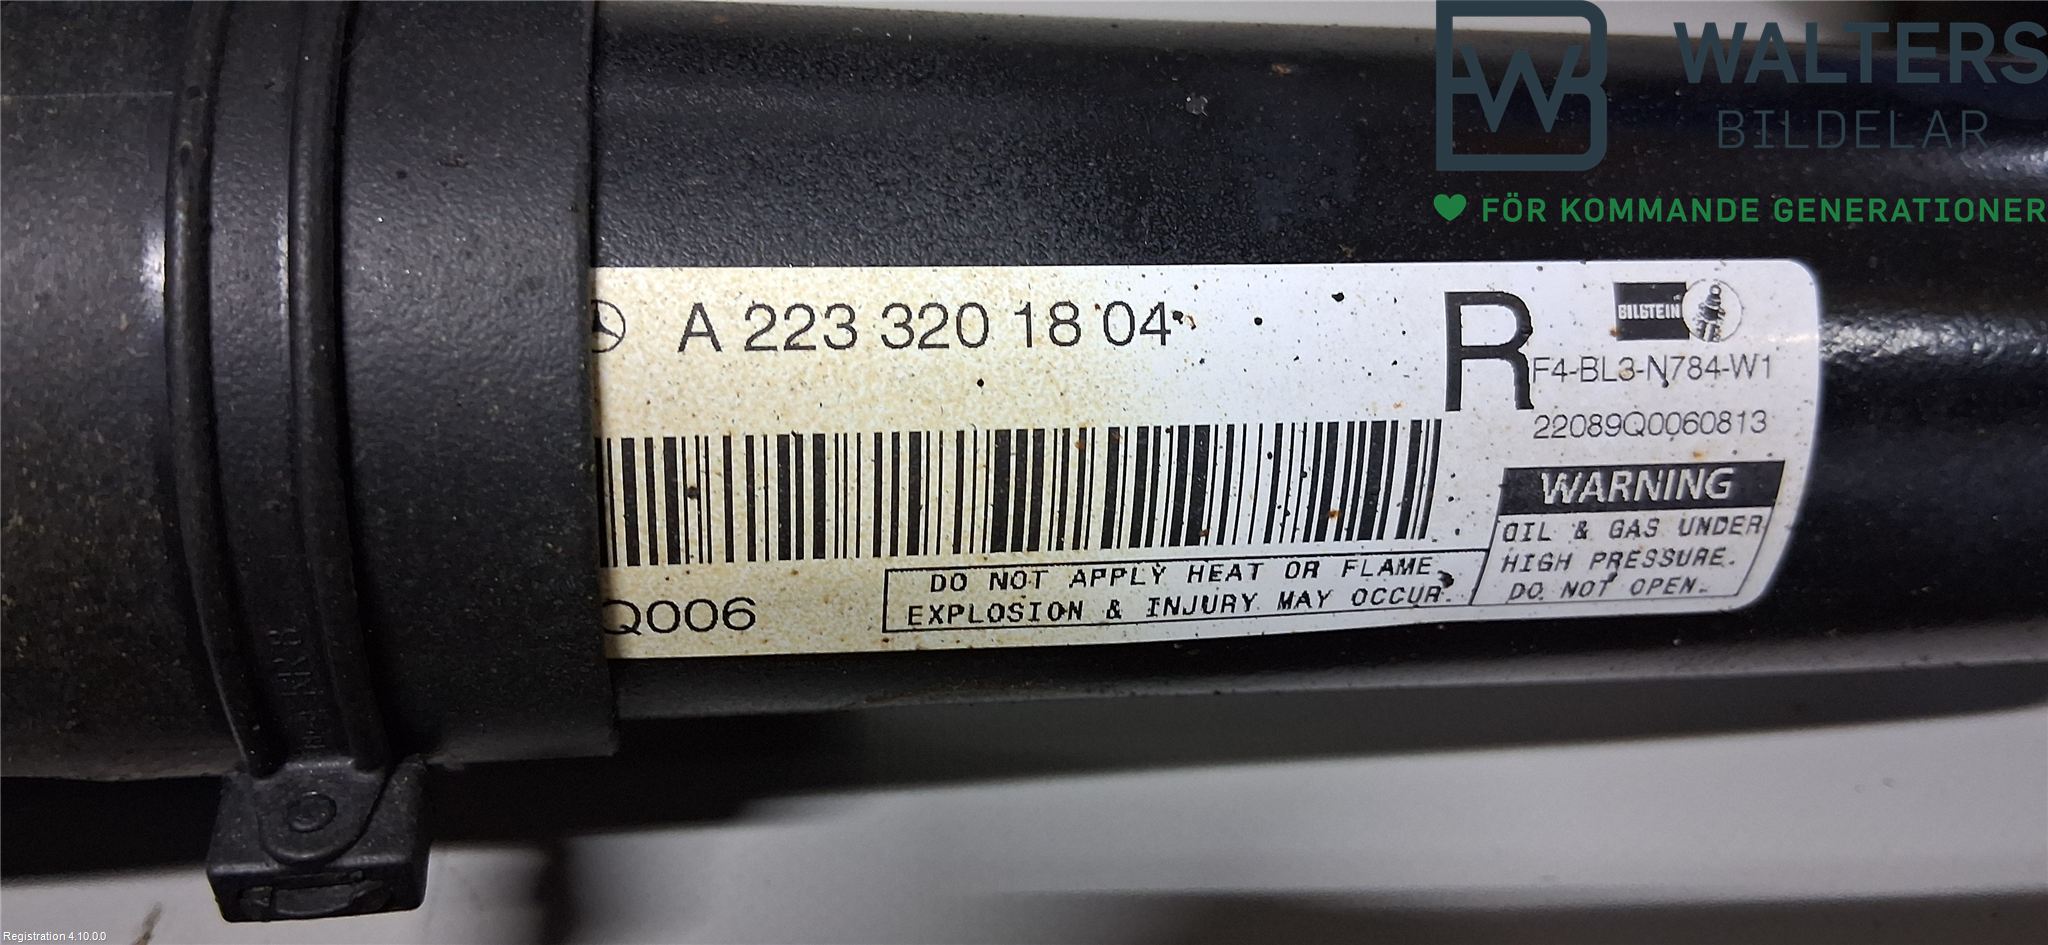 WALTERS
BILDELAR
FÖR KOMMANDE GENERATIONER
A 223 320 18 04
R
BILSTEIN
F4-BL3-N784-W1
22089Q0060813
WARNING
OIL & GAS UNDER
HIGH PRESSURE.
DO NOT OPEN.
DO NOT APPLY HEAT OR FLAME.
EXPLOSION & INJURY MAY OCCUR.
Q006
Registration 4.10.0.0